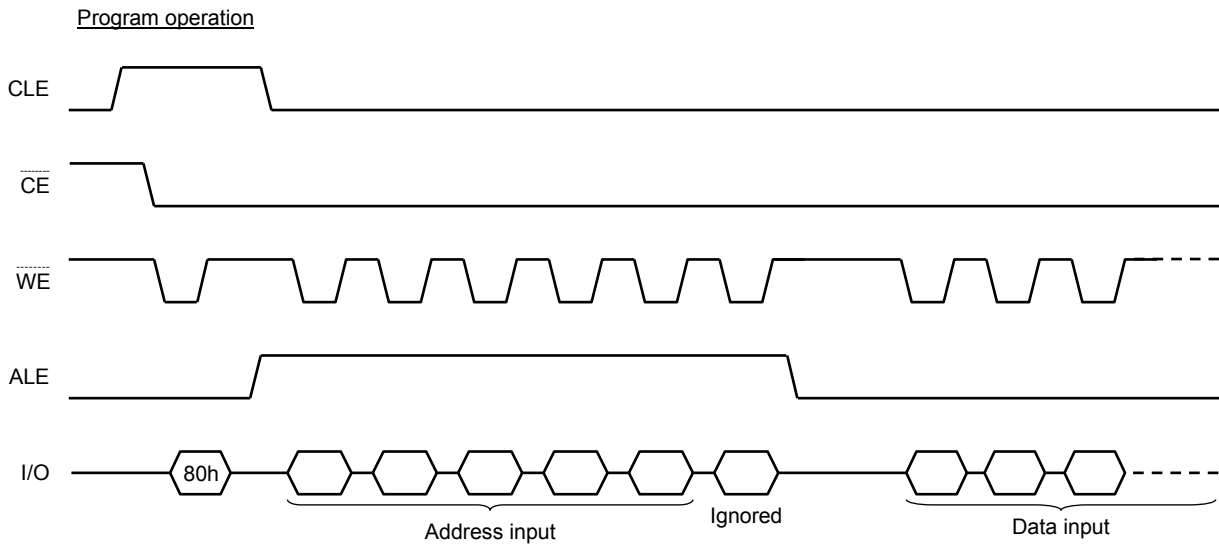 Program operation
CLE
CE
WE
ALE
I/O
80h
Address input
Ignored
Data input